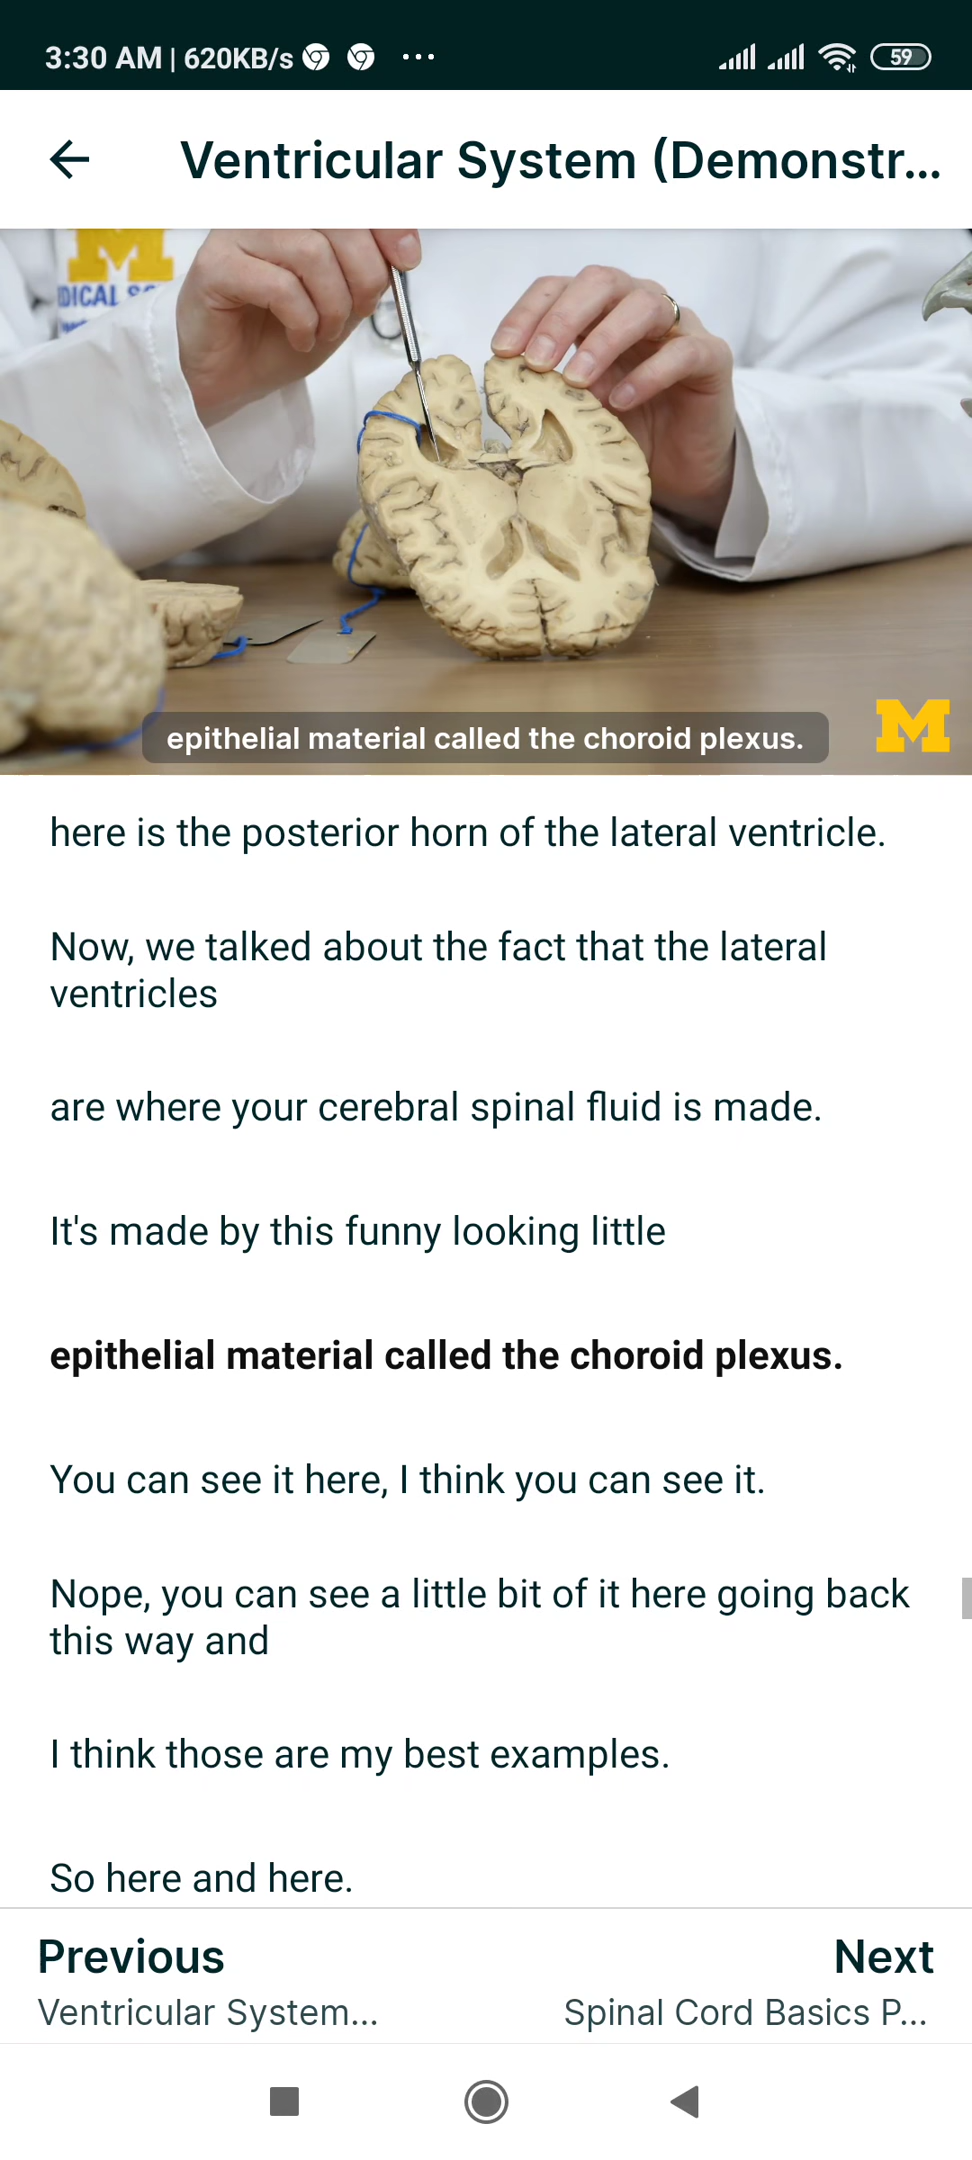 3:30 AM | 620KB/s ...
59
Ventricular System (Demonstr...
M
DICAL
epithelial material called the choroid plexus.
M
here is the posterior horn of the lateral ventricle.
Now, we talked about the fact that the lateral
ventricles
are where your cerebral spinal fluid is made.
It's made by this funny looking little
epithelial material called the choroid plexus.
You can see it here, I think you can see it.
Nope, you can see a little bit of it here going back
this way and
I think those are my best examples.
So here and here.
Previous
Next
Ventricular System...
Spinal Cord Basics P...